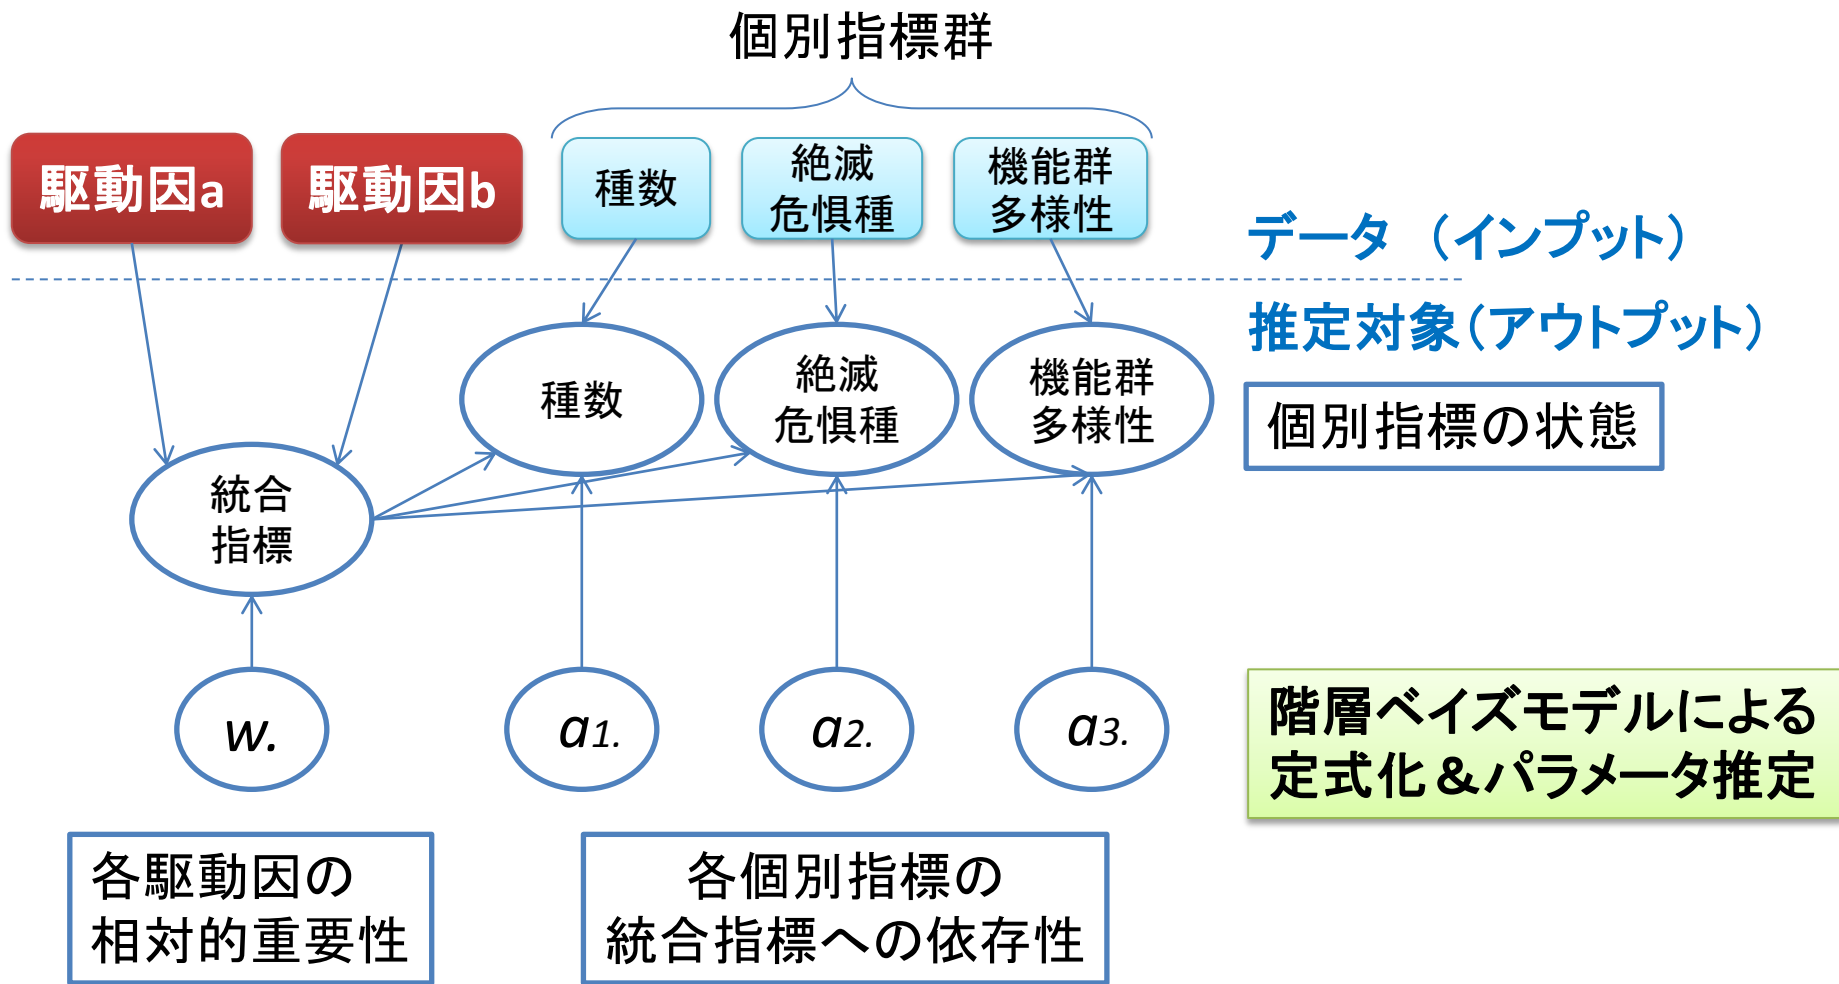 個別指標群
駆動因a
駆動因b
種数
絶滅
危惧種
機能群
多様性
データ （インプット）
推定対象（アウトプット）
種数
絶滅
危惧種
機能群
多様性
個別指標の状態
統合
指標
w.
a1.
a2.
a3.
階層ベイズモデルによる
定式化＆パラメータ推定
各駆動因の
相対的重要性
各個別指標の
統合指標への依存性